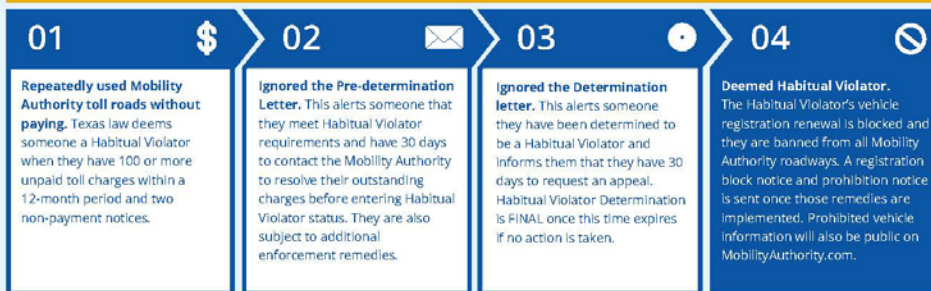 01
Repeatedly used Mobility
Authority toll roads without
paying. Texas law deems
someone a Habitual Violator
when they have 100 or more
unpaid toll charges within a
12-month period and two
non-payment notices.
02
Ignored the Pre-determination
Letter. This alerts someone that
they meet Habitual Violator
requirements and have 30 days
to contact the Mobility Authority
to resolve their outstanding
charges before entering Habitual
Violator status. They are also
subject to additional
enforcement remedies.
03
Ignored the Determination
letter. This alerts someone
they have been determined to
be a Habitual Violator and
informs them that they have 30
days to request an appeal.
Habitual Violator Determination
is FINAL once this time expires
if no action is taken.
04
Deemed Habitual Violator.
The Habitual Violator's vehicle
registration renewal is blocked and
they are banned from all Mobility
Authority roadways. A registration
block notice and prohibition notice
is sent once those remedies are
implemented. Prohibited vehicle
information will also be public on
MobilityAuthority.com.